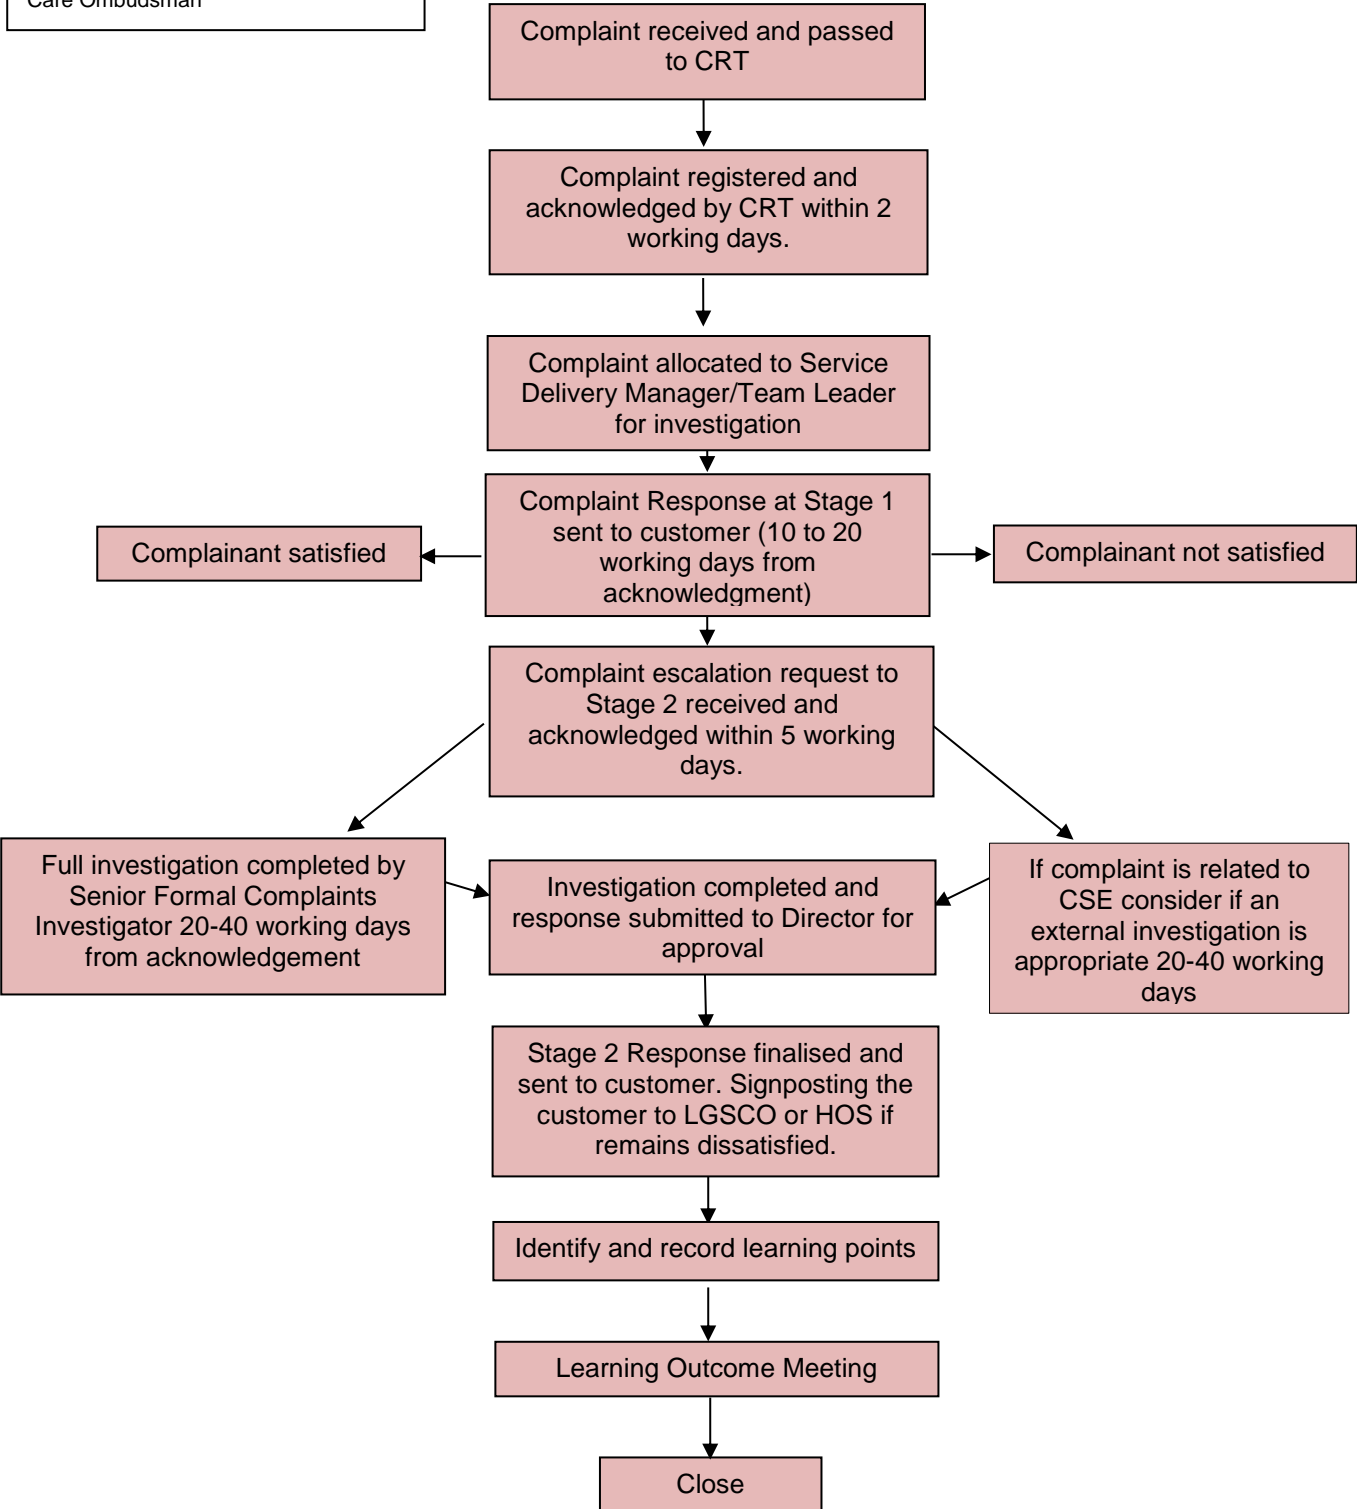 Care Ombudsman
Complaint received and passed
to CRT
Complaint registered and
acknowledged by CRT within 2
working days.
Complaint allocated to Service
Delivery Manager/Team Leader
for investigation
Complaint Response at Stage 1
sent to customer (10 to 20
working days from
acknowledgment)
Complainant satisfied
Complainant not satisfied
Complaint escalation request to
Stage 2 received and
acknowledged within 5 working
days.
Full investigation completed by
Senior Formal Complaints
Investigator 20-40 working days
from acknowledgement
Investigation completed and
response submitted to Director for
approval
If complaint is related to
CSE consider if an
external investigation is
appropriate 20-40 working
days
Stage 2 Response finalised and
sent to customer. Signposting the
customer to LGSCO or HOS if
remains dissatisfied.
Identify and record learning points
Learning Outcome Meeting
Close